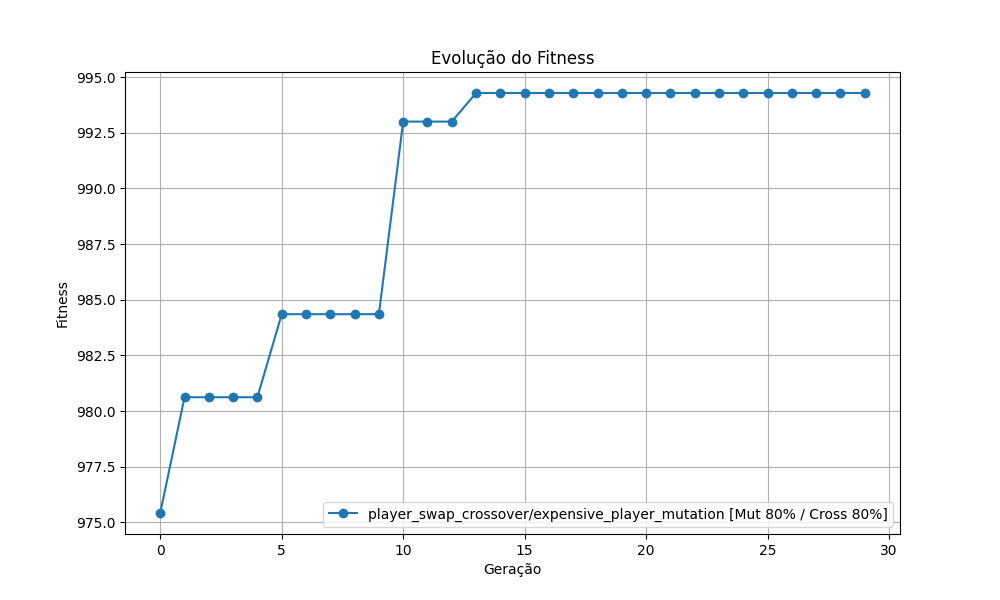 Evolução do Fitness
995.0
992.5
990.0
987.5
985.0
982.5
980.0
977.5
975.0
Fitness
player_swap_crossover/expensive_player_mutation [Mut 80% / Cross 80%]
0 5 10 15 20 25 30
Geração